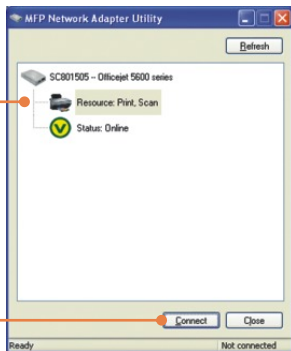 MFP Network Adapter Utility
Refresh
SC801505 – Officejet 5600 series
Resource: Print, Scan
Status: Online
Connect Close
Ready Not connected